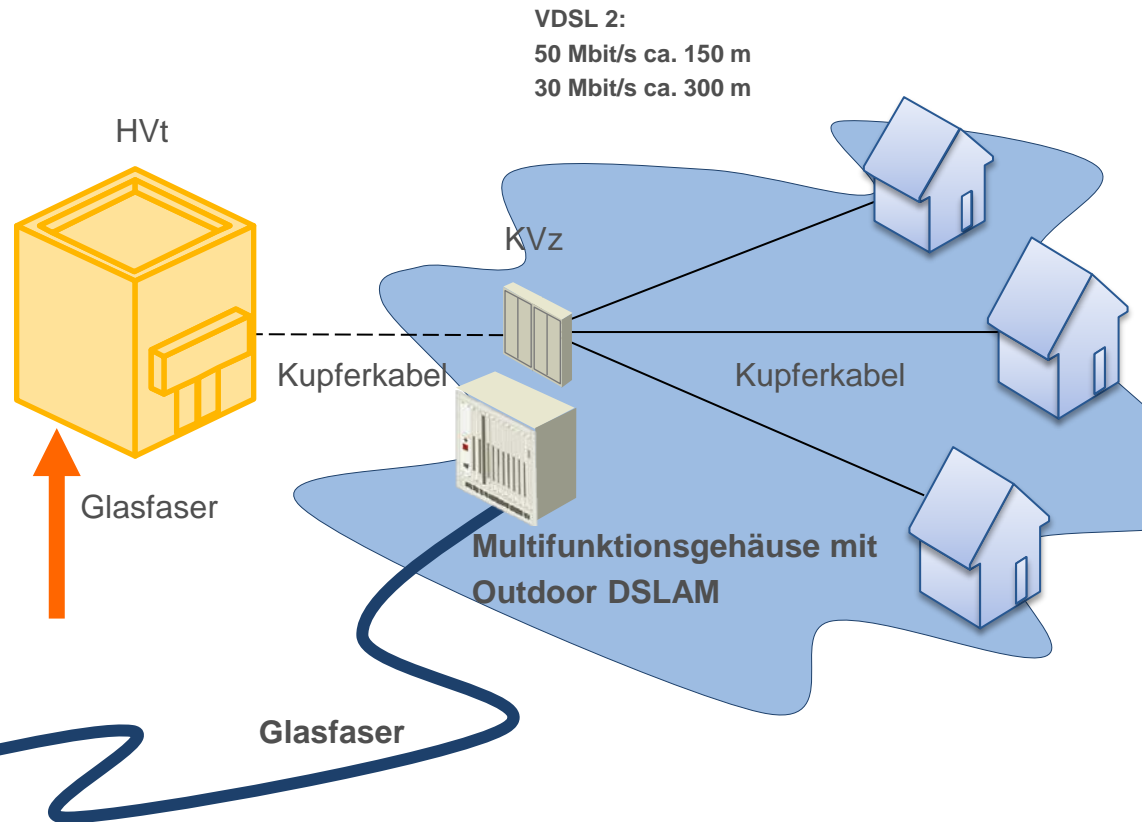 VDSL 2:
50 Mbit/s ca. 150 m
30 Mbit/s ca. 300 m
HVt
KVz
Kupferkabel
Kupferkabel
Glasfaser
Multifunktionsgehäuse mit
Outdoor DSLAM
Glasfaser